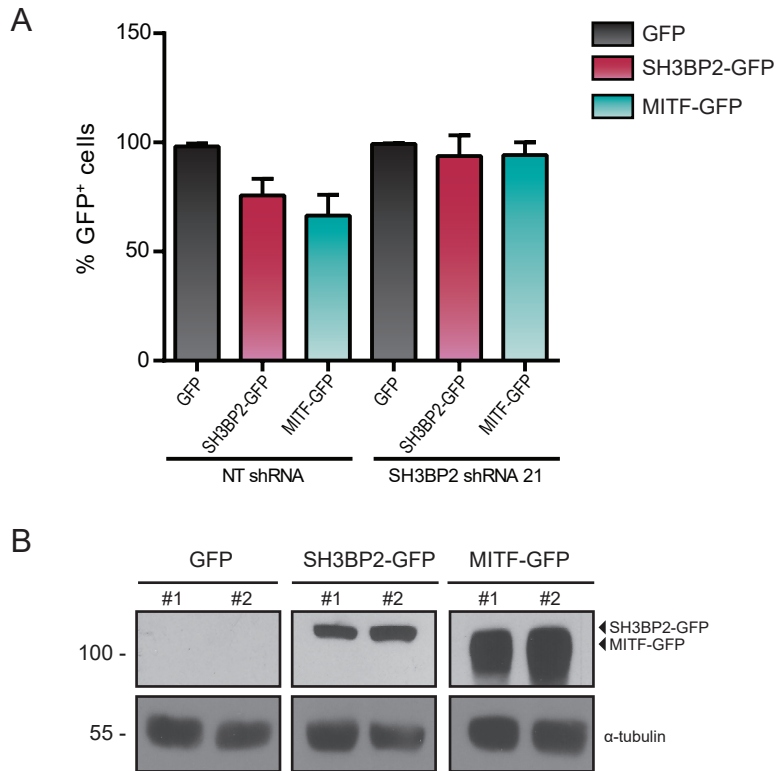 A
150
100
50
0
% GFP+ cells
GFP
SH3BP2-GFP
MITF-GFP
GFP
SH3BP2-GFP
MITF-GFP
GFP
SH3BP2-GFP
MITF-GFP
NT shRNA
SH3BP2 shRNA 21
B
GFP
SH3BP2-GFP
MITF-GFP
#1 #2 #1 #2 #1 #2
100 -
SH3BP2-GFP
MITF-GFP
55 -
α-tubulin